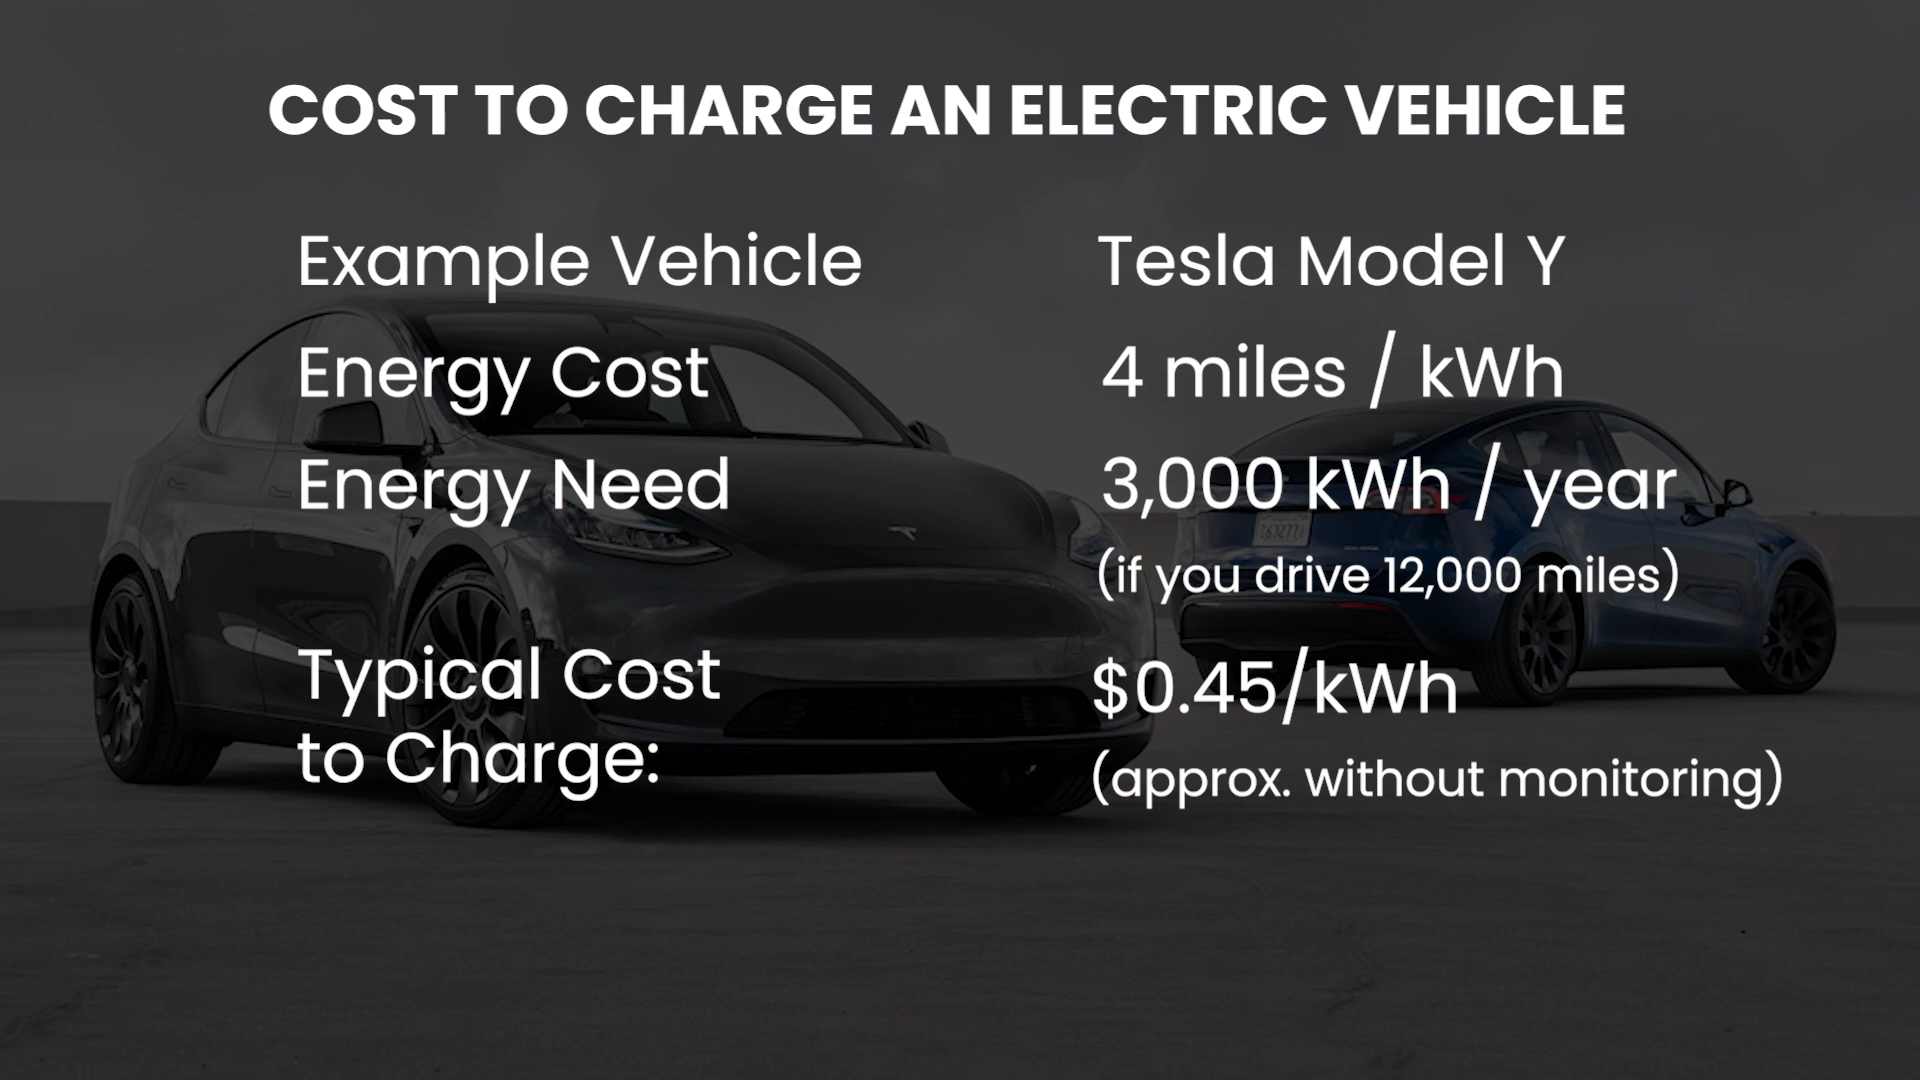 COST TO CHARGE AN ELECTRIC VEHICLE
Example Vehicle
Tesla Model Y
Energy Cost
4 miles / kWh
Energy Need
3,000 kWh / year
(if you drive 12,000 miles)
Typical Cost
to Charge:
$0.45/kWh
(approx. without monitoring)